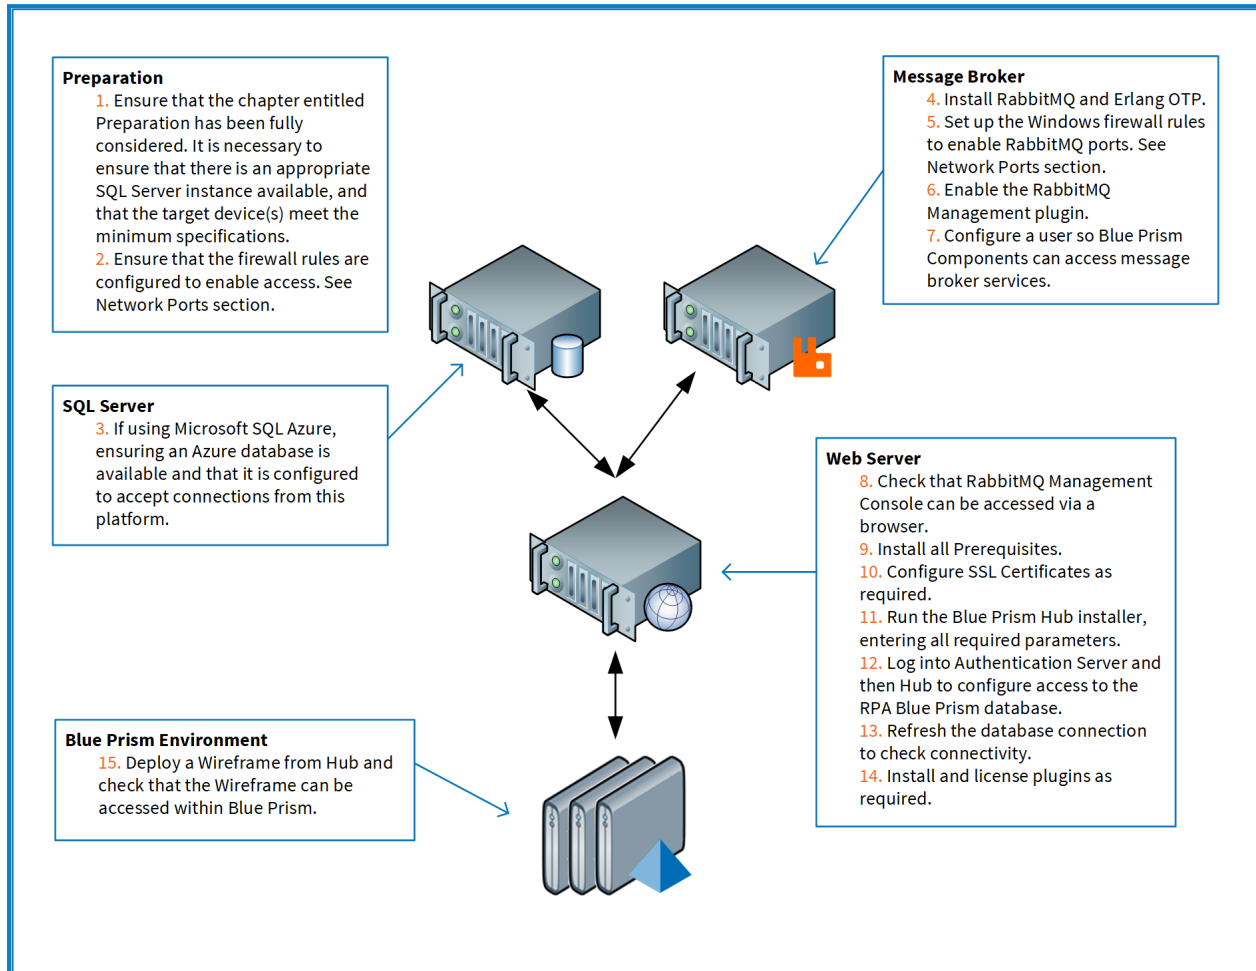 Preparation
1. Ensure that the chapter entitled
Preparation has been fully
considered. It is necessary to
ensure that there is an appropriate
SQL Server instance available, and
that the target device(s) meet the
minimum specifications.
2. Ensure that the firewall rules are
configured to enable access. See
Network Ports section.
Message Broker
4. Install RabbitMQ and Erlang OTP.
5. Set up the Windows firewall rules
to enable RabbitMQ ports. See
Network Ports section.
6. Enable the RabbitMQ
Management plugin.
7. Configure a user so Blue Prism
Components can access message
broker services.
SQL Server
3. If using Microsoft SQL Azure,
ensuring an Azure database is
available and that it is configured
to accept connections from this
platform.
Web Server
8. Check that RabbitMQ Management
Console can be accessed via a
browser.
9. Install all Prerequisites.
10. Configure SSL Certificates as
required.
11. Run the Blue Prism Hub installer,
entering all required parameters.
12. Log into Authentication Server and
then Hub to configure access to the
RPA Blue Prism database.
13. Refresh the database connection
to check connectivity.
14. Install and license plugins as
required.
Blue Prism Environment
15. Deploy a Wireframe from Hub and
check that the Wireframe can be
accessed within Blue Prism.